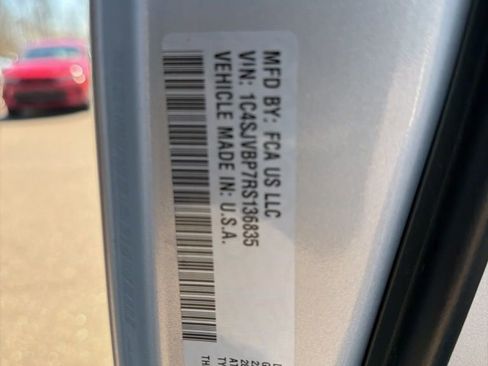 MFD BY: FCA US LLC
VIN: 1C4SJVBP7RS136835
VEHICLE MADE IN: U.S.A.